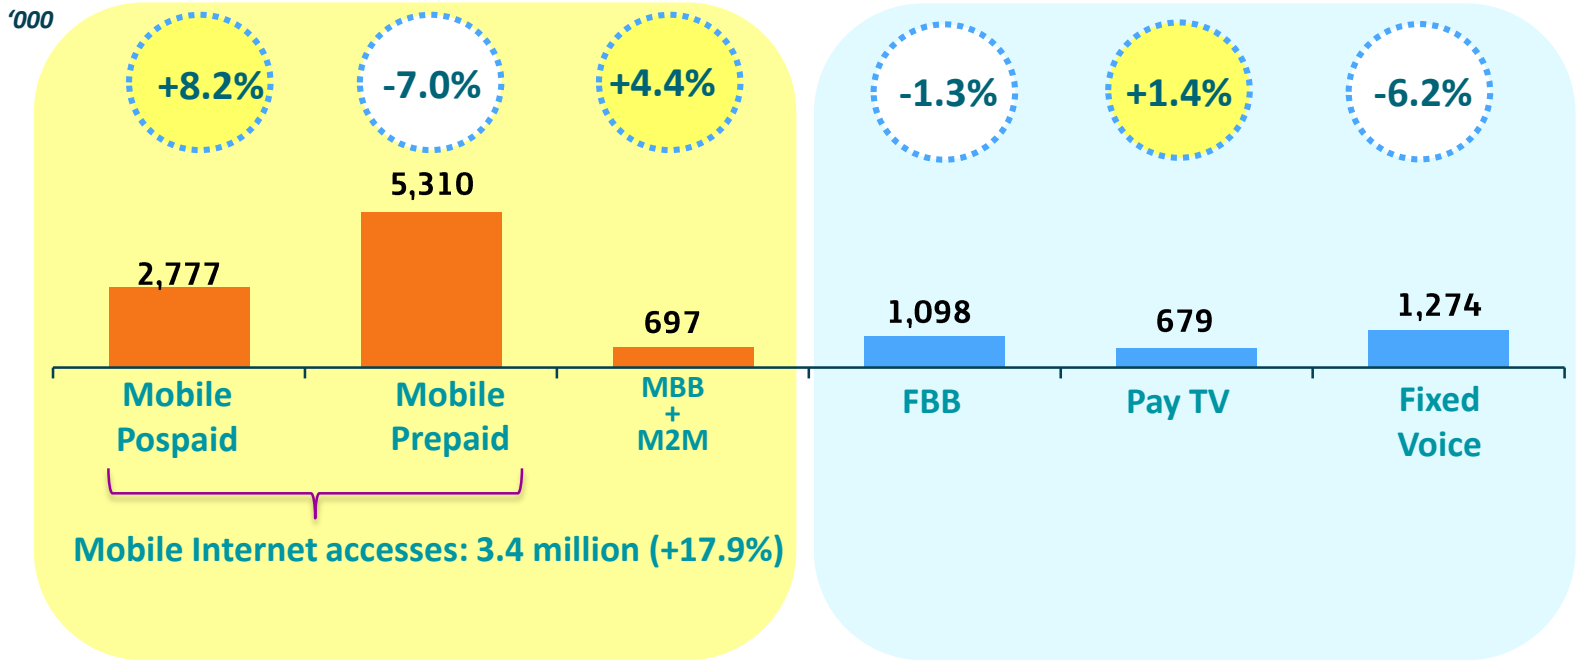 ‘000
+8.2%
-7.0%
+4.4%
-1.3%
+1.4%
-6.2%
2,777
5,310
697
1,098
679
1,274
Mobile
Pospaid
Mobile
Prepaid
MBB
+
M2M
FBB
Pay TV
Fixed
Voice
Mobile Internet accesses: 3.4 million (+17.9%)